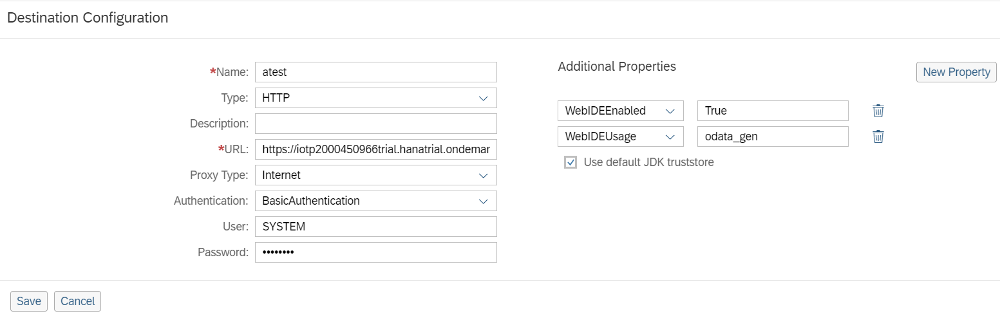 Destination Configuration
*Name: atest
Type: HTTP
Description:
*URL: https://iotp2000450966trial.hanatrial.ondemar
Proxy Type: Internet
Authentication: BasicAuthentication
User: SYSTEM
Password: ••••••••
Additional Properties
New Property
WebIDEEnabled True
WebIDEUsage odata_gen
Use default JDK truststore
Save Cancel